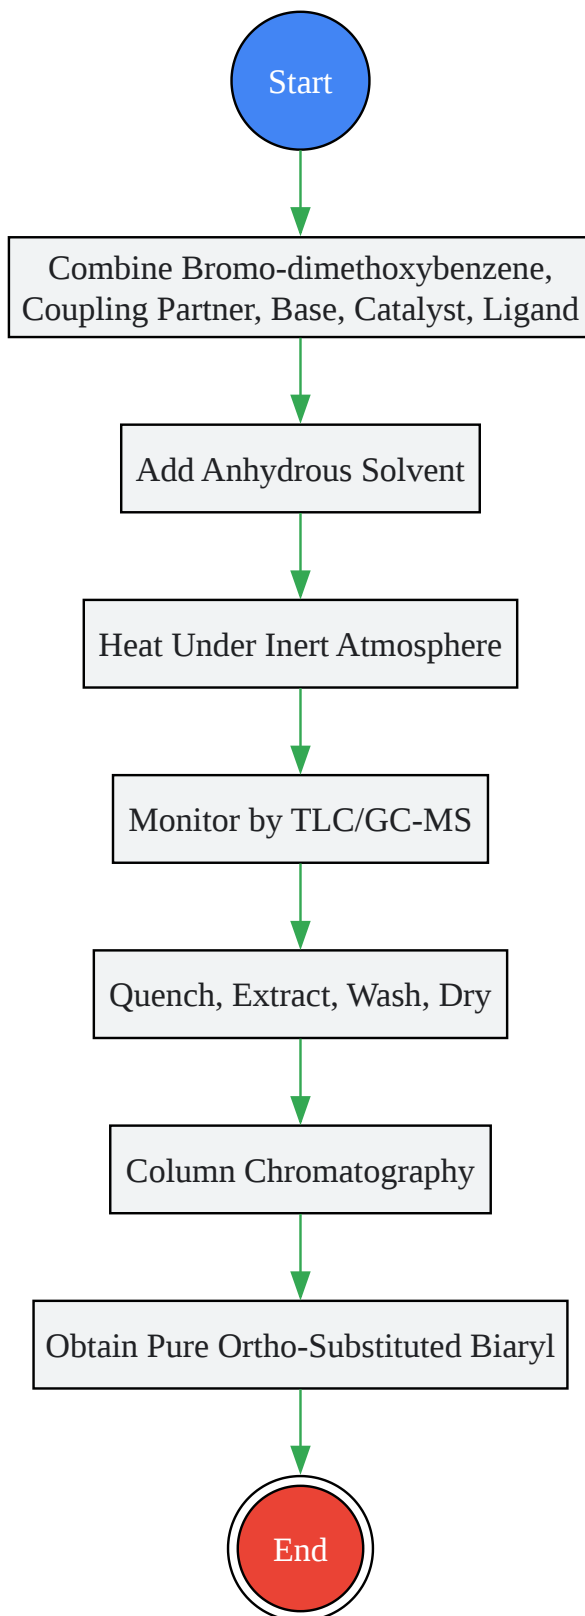 Start
Combine Bromo-dimethoxybenzene,
Coupling Partner, Base, Catalyst, Ligand
Add Anhydrous Solvent
Heat Under Inert Atmosphere
Monitor by TLC/GC-MS
Quench, Extract, Wash, Dry
Column Chromatography
Obtain Pure Ortho-Substituted Biaryl
End